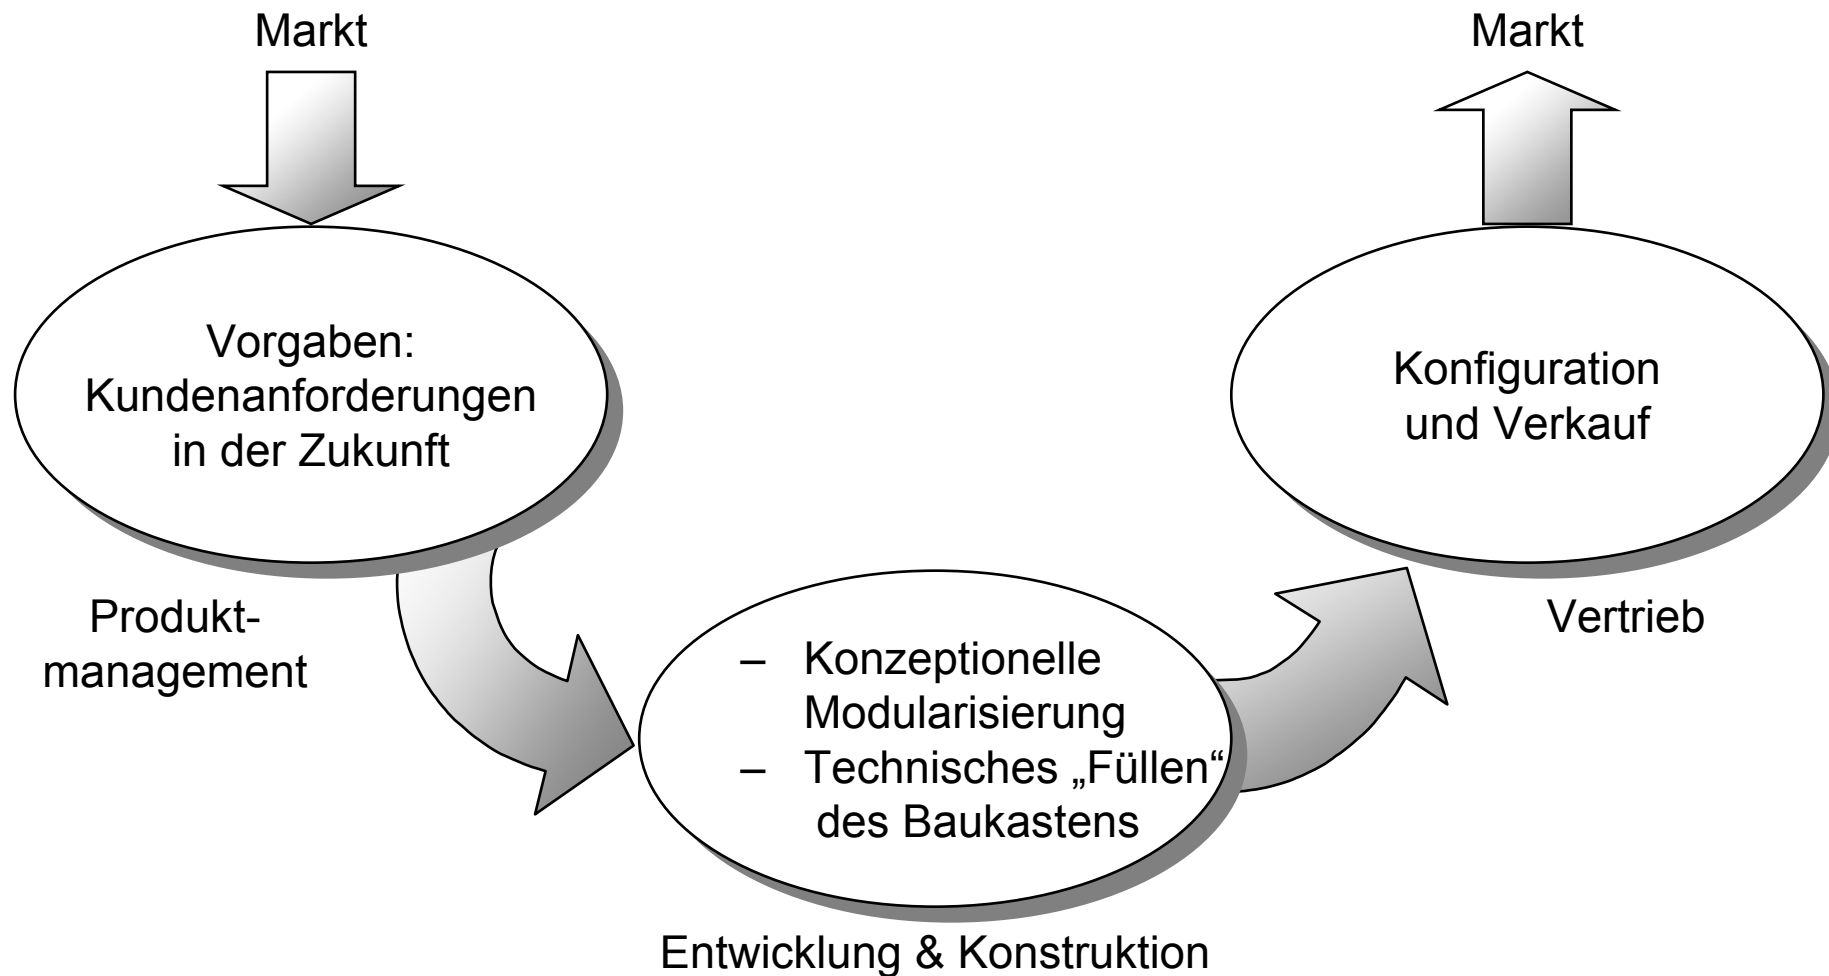 Markt
Markt
Vorgaben:
Kundenanforderungen
in der Zukunft
Konfiguration
und Verkauf
Produkt-
management
Vertrieb
– Konzeptionelle
Modularisierung
– Technisches „Füllen“
des Baukastens
Entwicklung & Konstruktion